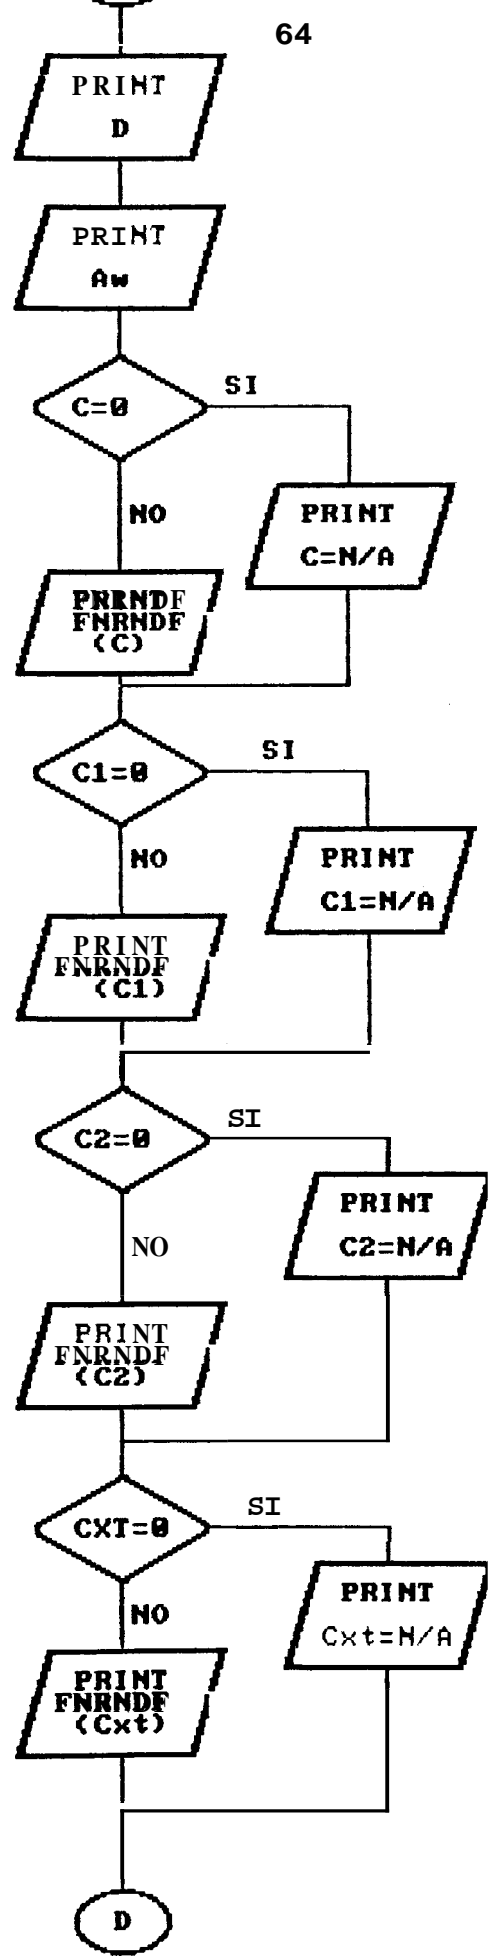 64
PRINT
D
PRINT
Aw
C=0
SI
PRINT
C=N/A
NO
FNRNDF
(C)
C1=0
SI
PRINT
C1=N/A
NO
PRINT
FNRNDF
(C1)
C2=0
SI
PRINT
C2=N/A
NO
PRINT
FNRNDF
(C2)
CXT=0
SI
PRINT
Cxt=N/A
NO
PRINT
FNRNDF
(Cxt)
D